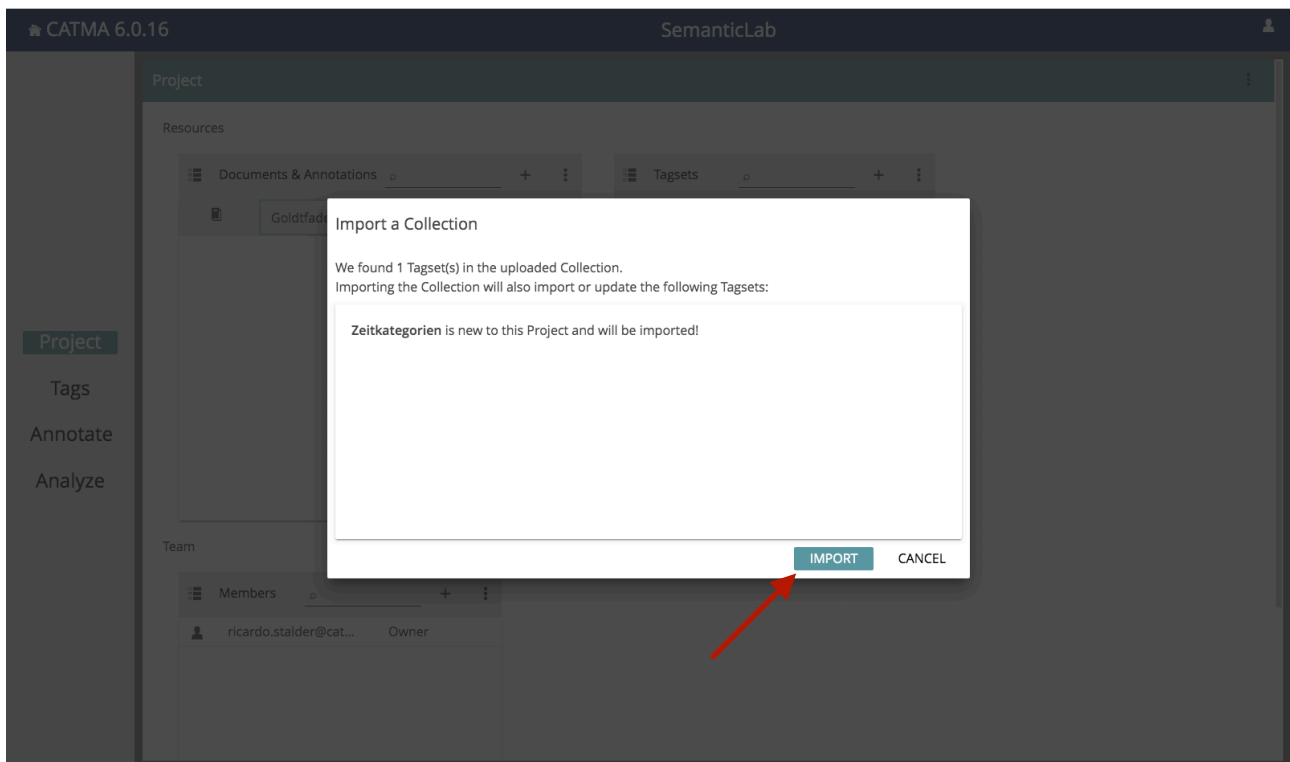 CATMA 6.0.16
SemanticLab
Project
Resources
Documents & Annotations
Tagsets
Import a Collection
We found 1 Tagset(s) in the uploaded Collection.
Importing the Collection will also import or update the following Tagsets:
Zeitkategorien is new to this Project and will be imported!
IMPORT CANCEL
Project
Tags
Annotate
Analyze
Team
Members
ricardo.stalder@cat... Owner